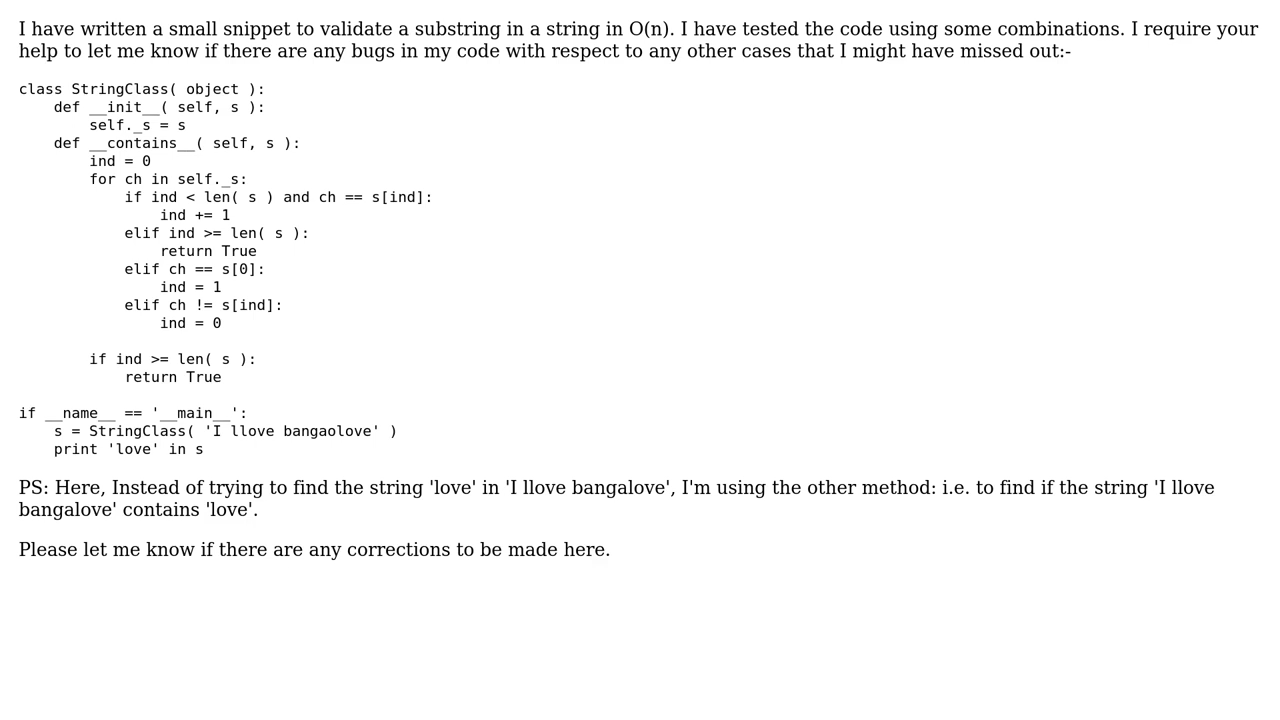 I have written a small snippet to validate a substring in a string in O(n). I have tested the code using some combinations. I require your
help to let me know if there are any bugs in my code with respect to any other cases that I might have missed out:-
class StringClass( object ):
    def __init__( self, s ):
        self._s = s
    def __contains__( self, s ):
        ind = 0
        for ch in self._s:
            if ind < len( s ) and ch == s[ind]:
                ind += 1
            elif ind >= len( s ):
                return True
            elif ch == s[0]:
                ind = 1
            elif ch != s[ind]:
                ind = 0

        if ind >= len( s ):
            return True

if __name__ == '__main__':
    s = StringClass( 'I llove bangaolove' )
    print 'love' in s
PS: Here, Instead of trying to find the string 'love' in 'I llove bangalove', I'm using the other method: i.e. to find if the string 'I llove
bangalove' contains 'love'.
Please let me know if there are any corrections to be made here.